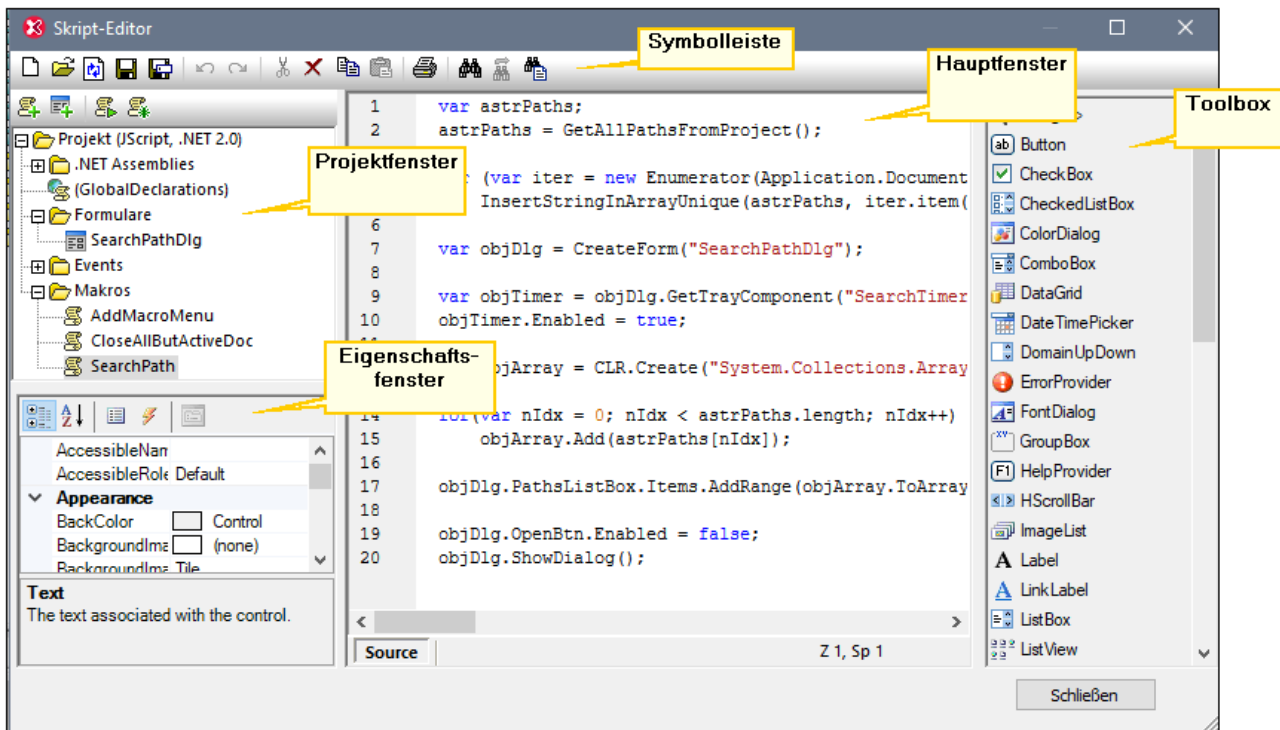 Skript-Editor
Symbolleiste
Hauptfenster
Toolbox
Projekt (JScript, .NET 2.0)
.NET Assemblies
(GlobalDeclarations)
Formulare
SearchPathDlg
Events
Makros
AddMacroMenu
CloseAllButActiveDoc
SearchPath
Projektfenster
Eigenschafts-
fenster
AccessibleNam
AccessibleRole Default
Appearance
BackColor Control
BackgroundIma (none)
BackgroundIma Tile
Text
The text associated with the control.
1 var astrPaths;
2 astrPaths = GetAllPathsFromProject();
(var iter = new Enumerator(Application.Document
InsertStringInArrayUnique(astrPaths, iter.item(
6
7 var objDlg = CreateForm("SearchPathDlg");
8
9 var objTimer = objDlg.GetTrayComponent("SearchTimer
10 objTimer.Enabled = true;
bjArray = CLR.Create("System.Collections.Array
14 for(var nIdx = 0; nIdx < astrPaths.length; nIdx++)
15 objArray.Add(astrPaths[nIdx]);
16
17 objDlg.PathsListBox.Items.AddRange(objArray.ToArray
18
19 objDlg.OpenBtn.Enabled = false;
20 objDlg.ShowDialog();
Source
Z 1, Sp 1
Button
CheckBox
CheckedListBox
ColorDialog
ComboBox
DataGrid
DateTimePicker
DomainUpDown
ErrorProvider
FontDialog
GroupBox
HelpProvider
HScrollBar
ImageList
Label
LinkLabel
ListBox
ListView
Schließen